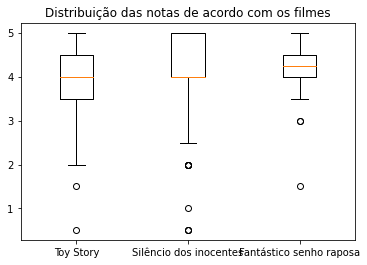 Distribuição das notas de acordo com os filmes
5
4
3
2
1
Toy Story Silêncio dos inocentes Fantástico senho raposa